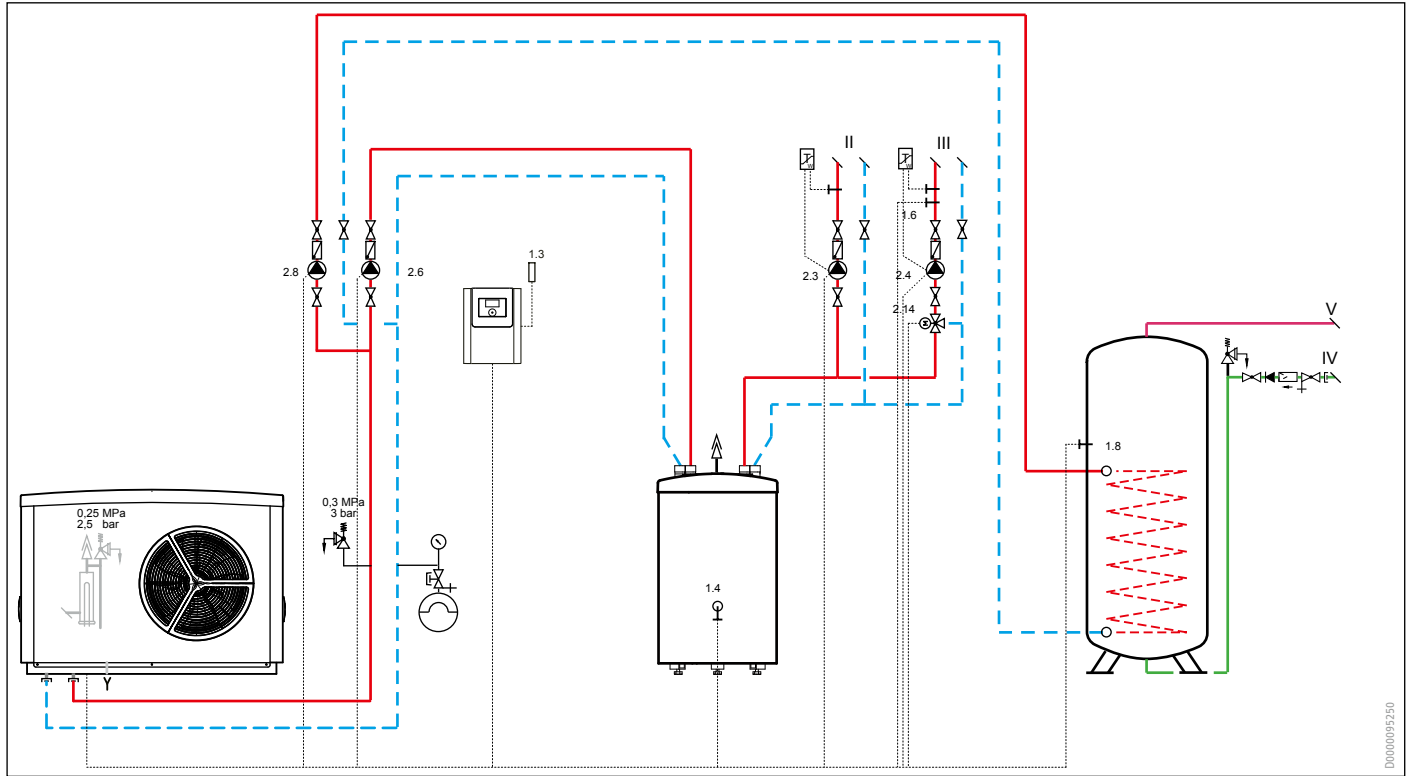 II
III
T
W
T
W
1.6
1.3
2.8
2.6
2.3
2.4
2.14
V
IV
1.8
0,3 MPa
3 bar
0,25 MPa
2,5 bar
1.4
Y
M
D0000095250